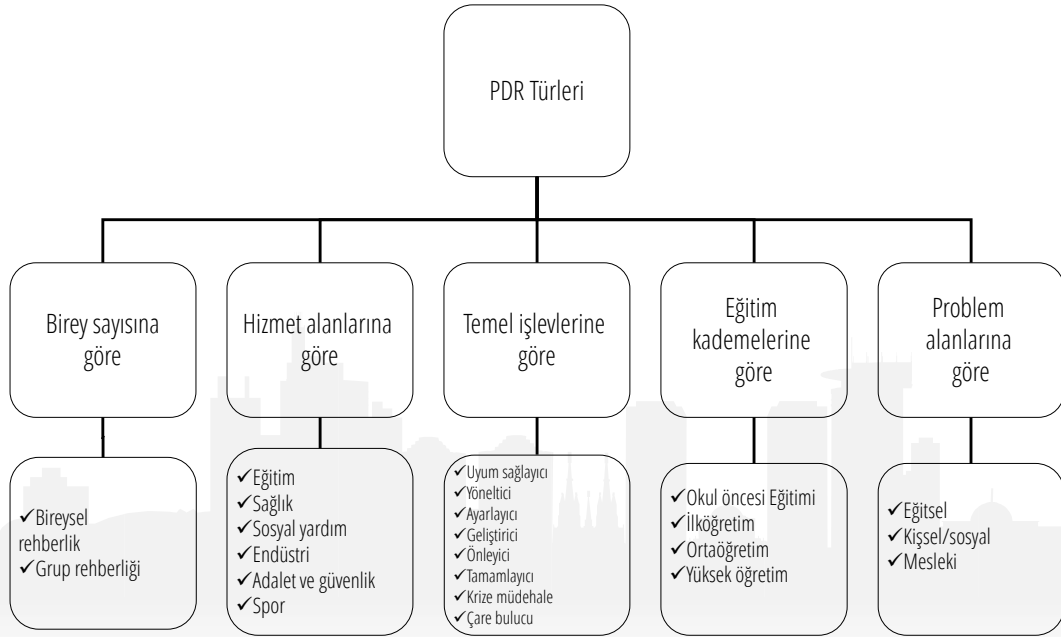 PDR Türleri
Birey sayısına
göre
Hizmet alanlarına
göre
Temel işlevlerine
göre
Eğitim
kademelerine
göre
Problem
alanlarına
göre
✓Bireysel
rehberlik
✓Grup rehberliği
✓Eğitim
✓Sağlık
✓Sosyal yardım
✓Endüstri
✓Adalet ve güvenlik
✓Spor
✓Uyum sağlayıcı
✓Yöneltici
✓Ayarlayıcı
✓Geliştirici
✓Önleyici
✓Tamamlayıcı
✓Krize müdehale
✓Çare bulucu
✓Okul öncesi Eğitimi
✓İlköğretim
✓Ortaöğretim
✓Yüksek öğretim
✓Eğitsel
✓Kişsel/sosyal
✓Mesleki